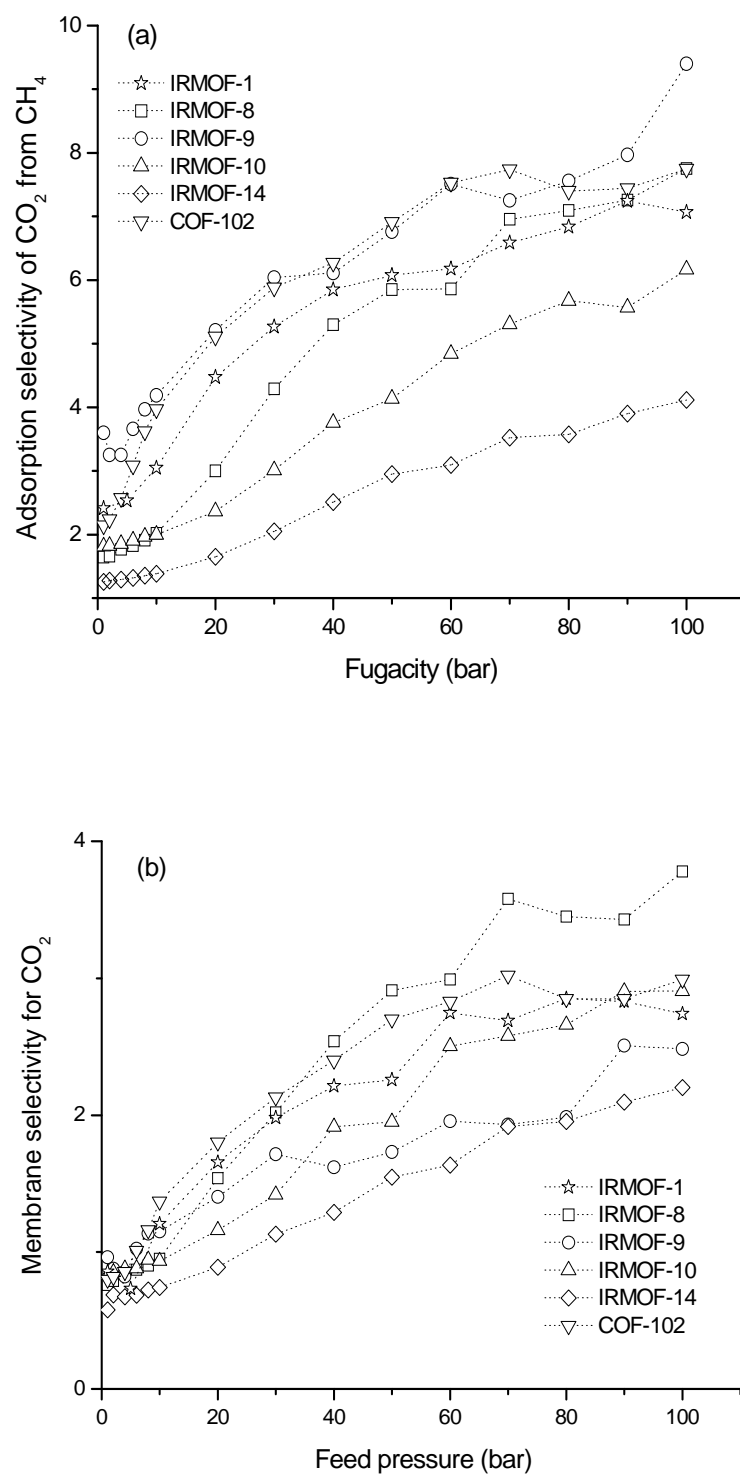 (a)
IRMOF-1
IRMOF-8
IRMOF-9
IRMOF-10
IRMOF-14
COF-102
10
8
6
4
2
Adsorption selectivity of CO₂ from CH₄
0 20 40 60 80 100
Fugacity (bar)
(b)
4
2
0
Membrane selectivity for CO₂
IRMOF-1
IRMOF-8
IRMOF-9
IRMOF-10
IRMOF-14
COF-102
0 20 40 60 80 100
Feed pressure (bar)